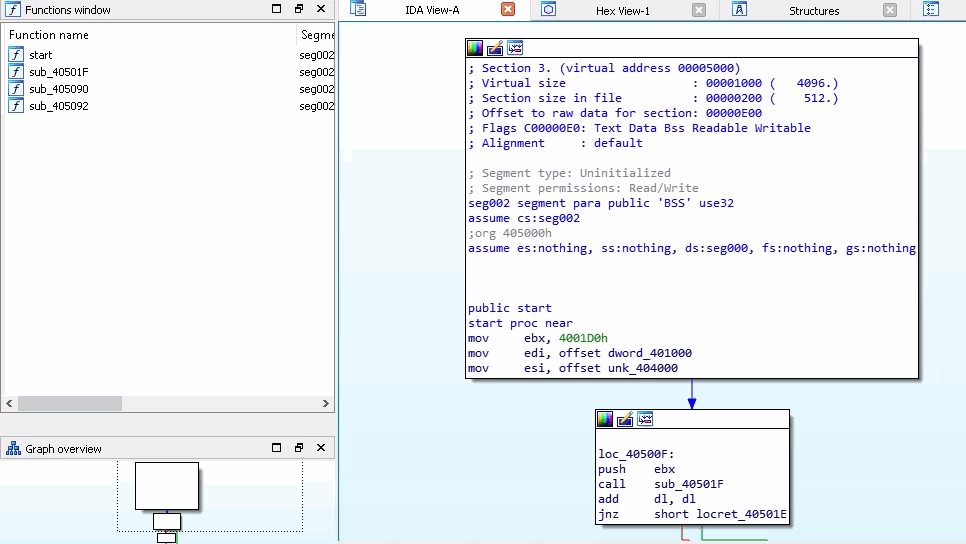 Functions window
Function name Segme
start seg002
sub_40501F seg002
sub_405090 seg002
sub_405092 seg002
Graph overview
IDA View-A Hex View-1 Structures
; Section 3. (virtual address 00005000)
; Virtual size : 00001000 ( 4096.)
; Section size in file : 00000200 ( 512.)
; Offset to raw data for section: 00000E00
; Flags C00000E0: Text Data Bss Readable Writable
; Alignment : default
; Segment type: Uninitialized
; Segment permissions: Read/Write
seg002 segment para public 'BSS' use32
assume cs:seg002
;org 405000h
assume es:nothing, ss:nothing, ds:seg000, fs:nothing, gs:nothing
public start
start proc near
mov ebx, 4001D0h
mov edi, offset dword_401000
mov esi, offset unk_404000
loc_40500F:
push ebx
call sub_40501F
add dl, dl
jnz short locret_40501E